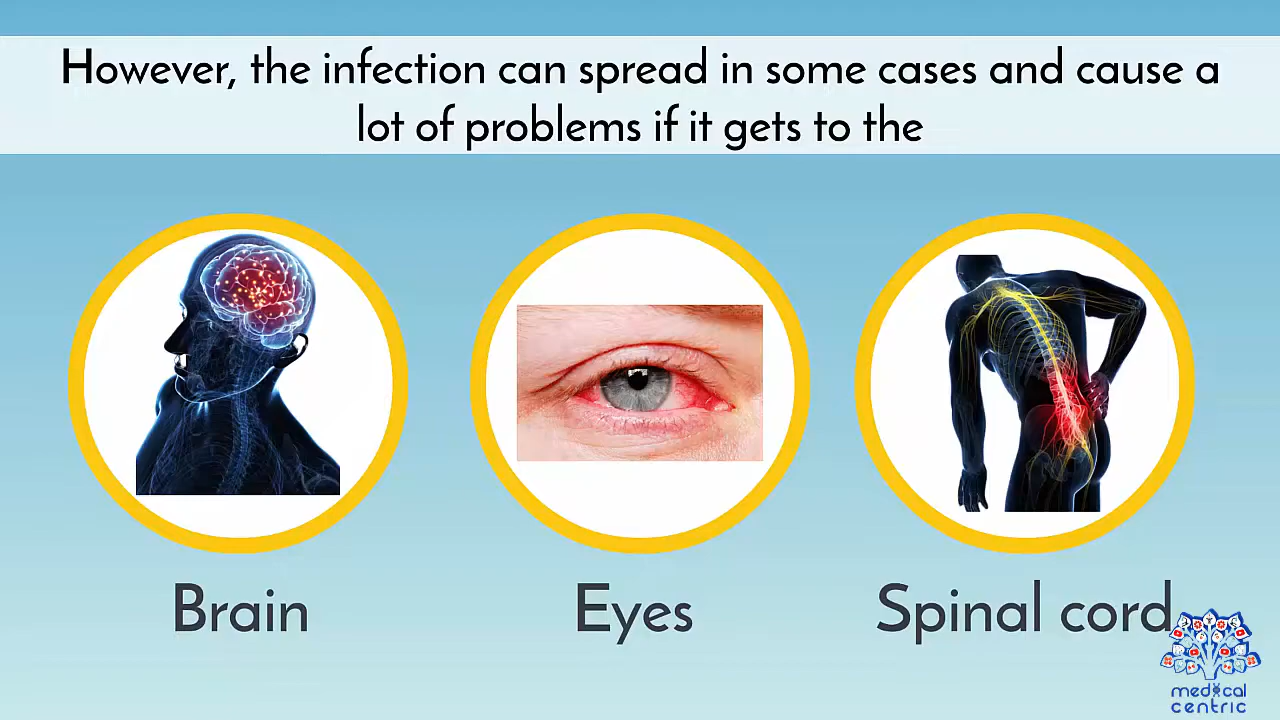 However, the infection can spread in some cases and cause a
lot of problems if it gets to the
Brain
Eyes
Spinal cord
medical
centric